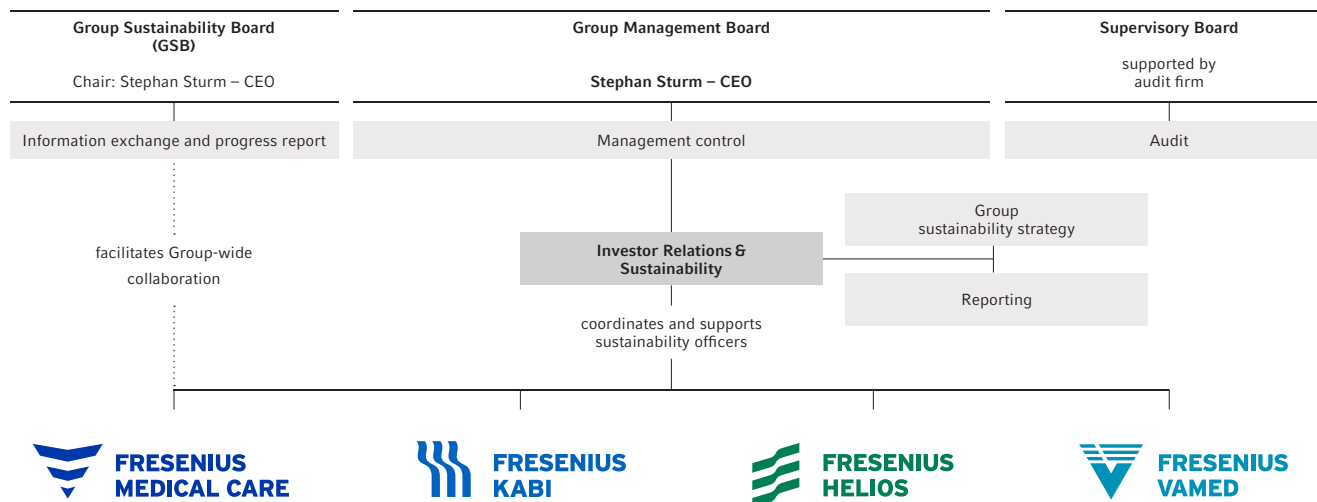 Group Sustainability Board
(GSB)
Chair: Stephan Sturm – CEO
Information exchange and progress report
facilitates Group-wide
collaboration
Group Management Board
Stephan Sturm – CEO
Management control
Investor Relations &
Sustainability
coordinates and supports
sustainability officers
Group
sustainability strategy
Reporting
Supervisory Board
supported by
audit firm
Audit
FRESENIUS
MEDICAL CARE
FRESENIUS
KABI
FRESENIUS
HELIOS
FRESENIUS
VAMED